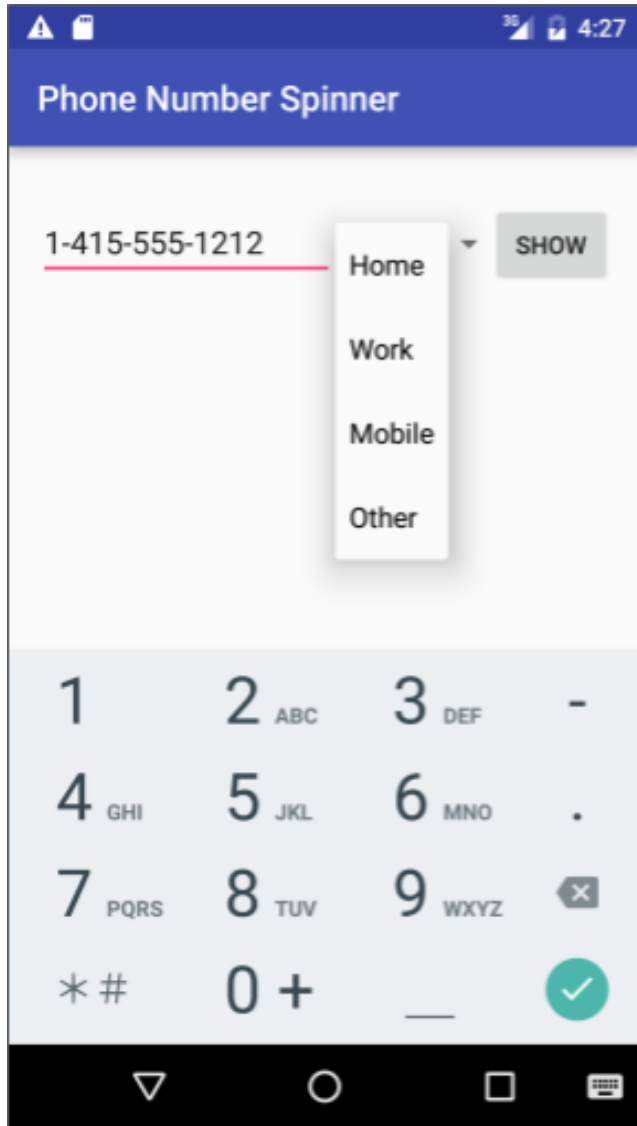 3G 4:27
Phone Number Spinner
1-415-555-1212
SHOW
Home
Work
Mobile
Other
1 2 ABC 3 DEF -
4 GHI 5 JKL 6 MNO .
7 PQRS 8 TUV 9 WXYZ
*# 0 + _